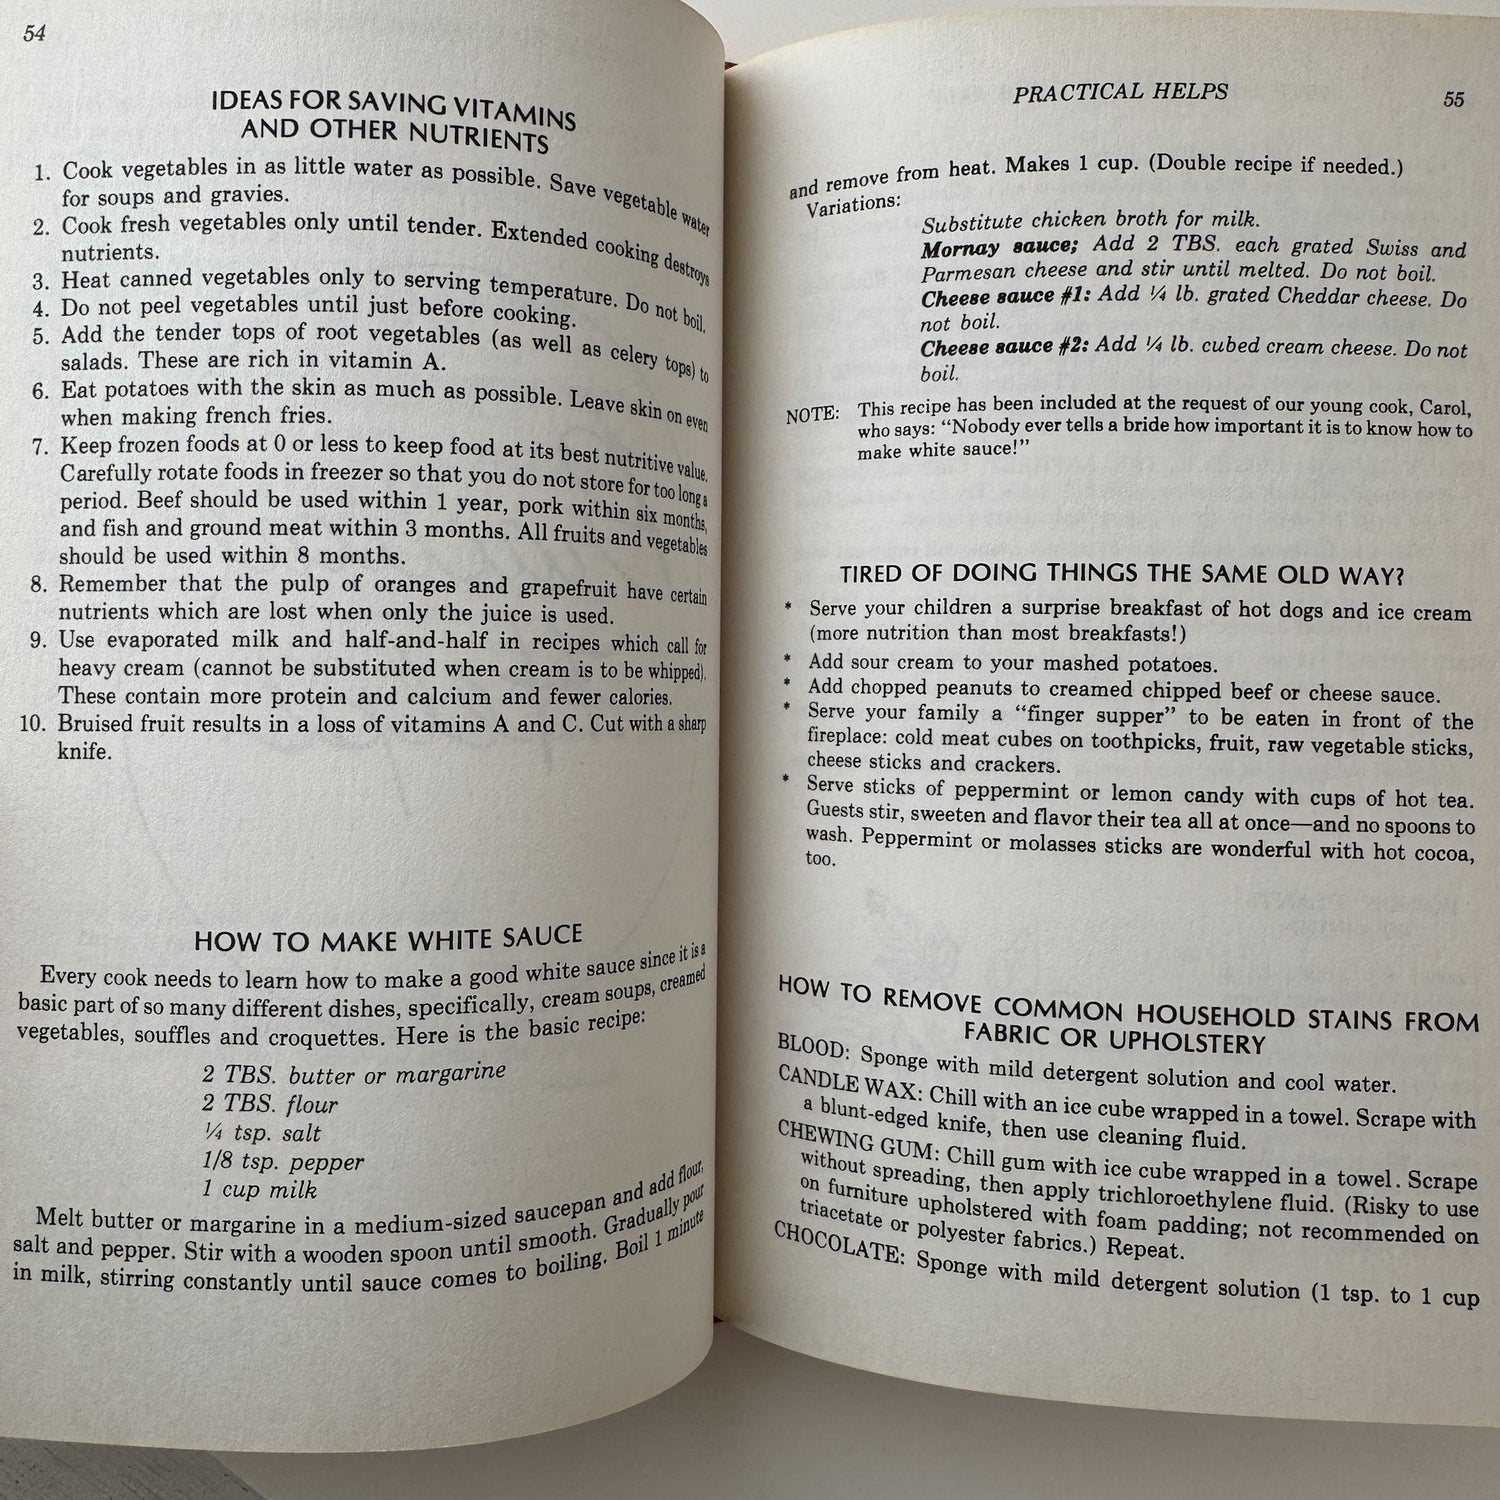 54
IDEAS FOR SAVING VITAMINS
AND OTHER NUTRIENTS
1. Cook vegetables in as little water as possible. Save vegetable water
for soups and gravies.
2. Cook fresh vegetables only until tender. Extended cooking destroys
nutrients.
3. Heat canned vegetables only to serving temperature. Do not boil.
4. Do not peel vegetables until just before cooking.
5. Add the tender tops of root vegetables (as well as celery tops) to
salads. These are rich in vitamin A.
6. Eat potatoes with the skin as much as possible. Leave skin on even
when making french fries.
7. Keep frozen foods at 0 or less to keep food at its best nutritive value.
Carefully rotate foods in freezer so that you do not store for too long a
period. Beef should be used within 1 year, pork within six months,
and fish and ground meat within 3 months. All fruits and vegetables
should be used within 8 months.
8. Remember that the pulp of oranges and grapefruit have certain
nutrients which are lost when only the juice is used.
9. Use evaporated milk and half-and-half in recipes which call for
heavy cream (cannot be substituted when cream is to be whipped).
These contain more protein and calcium and fewer calories.
10. Bruised fruit results in a loss of vitamins A and C. Cut with a sharp
knife.
HOW TO MAKE WHITE SAUCE
Every cook needs to learn how to make a good white sauce since it is a
basic part of so many different dishes, specifically, cream soups, creamed
vegetables, souffles and croquettes. Here is the basic recipe:
2 TBS. butter or margarine
2 TBS. flour
¼ tsp. salt
1/8 tsp. pepper
1 cup milk
Melt butter or margarine in a medium-sized saucepan and add flour,
salt and pepper. Stir with a wooden spoon until smooth. Gradually pour
in milk, stirring constantly until sauce comes to boiling. Boil 1 minute
PRACTICAL HELPS
55
and remove from heat. Makes 1 cup. (Double recipe if needed.)
Variations:
Substitute chicken broth for milk.
Mornay sauce; Add 2 TBS. each grated Swiss and
Parmesan cheese and stir until melted. Do not boil.
Cheese sauce #1: Add ¼ lb. grated Cheddar cheese. Do
not boil.
Cheese sauce #2: Add ¼ lb. cubed cream cheese. Do not
boil.
NOTE: This recipe has been included at the request of our young cook, Carol,
who says: “Nobody ever tells a bride how important it is to know how to
make white sauce!”
TIRED OF DOING THINGS THE SAME OLD WAY?
* Serve your children a surprise breakfast of hot dogs and ice cream
(more nutrition than most breakfasts!)
* Add sour cream to your mashed potatoes.
* Add chopped peanuts to creamed chipped beef or cheese sauce.
* Serve your family a “finger supper” to be eaten in front of the
fireplace: cold meat cubes on toothpicks, fruit, raw vegetable sticks,
cheese sticks and crackers.
* Serve sticks of peppermint or lemon candy with cups of hot tea.
Guests stir, sweeten and flavor their tea all at once—and no spoons to
wash. Peppermint or molasses sticks are wonderful with hot cocoa,
too.
HOW TO REMOVE COMMON HOUSEHOLD STAINS FROM
FABRIC OR UPHOLSTERY
BLOOD: Sponge with mild detergent solution and cool water.
CANDLE WAX: Chill with an ice cube wrapped in a towel. Scrape with
a blunt-edged knife, then use cleaning fluid.
CHEWING GUM: Chill gum with ice cube wrapped in a towel. Scrape
without spreading, then apply trichloroethylene fluid. (Risky to use
on furniture upholstered with foam padding; not recommended on
triacetate or polyester fabrics.) Repeat.
CHOCOLATE: Sponge with mild detergent solution (1 tsp. to 1 cup